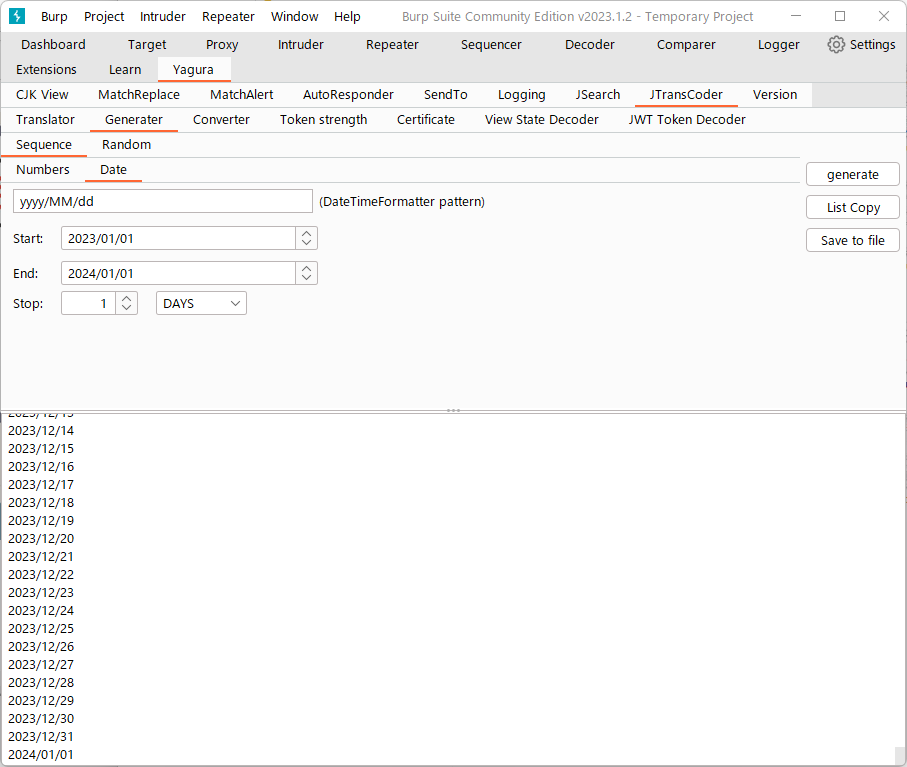 Burp Project Intruder Repeater Window Help Burp Suite Community Edition v2023.1.2 - Temporary Project
Dashboard Target Proxy Intruder Repeater Sequencer Decoder Comparer Logger Settings
Extensions Learn Yagura
CJK View MatchReplace MatchAlert AutoResponder SendTo Logging JSearch JTransCoder Version
Translator Generater Converter Token strength Certificate View State Decoder JWT Token Decoder
Sequence Random
Numbers Date
generate
yyyy/MM/dd (DateTimeFormatter pattern)
List Copy
Start: 2023/01/01
Save to file
End: 2024/01/01
Stop: 1 DAYS
2023/12/13
2023/12/14
2023/12/15
2023/12/16
2023/12/17
2023/12/18
2023/12/19
2023/12/20
2023/12/21
2023/12/22
2023/12/23
2023/12/24
2023/12/25
2023/12/26
2023/12/27
2023/12/28
2023/12/29
2023/12/30
2023/12/31
2024/01/01